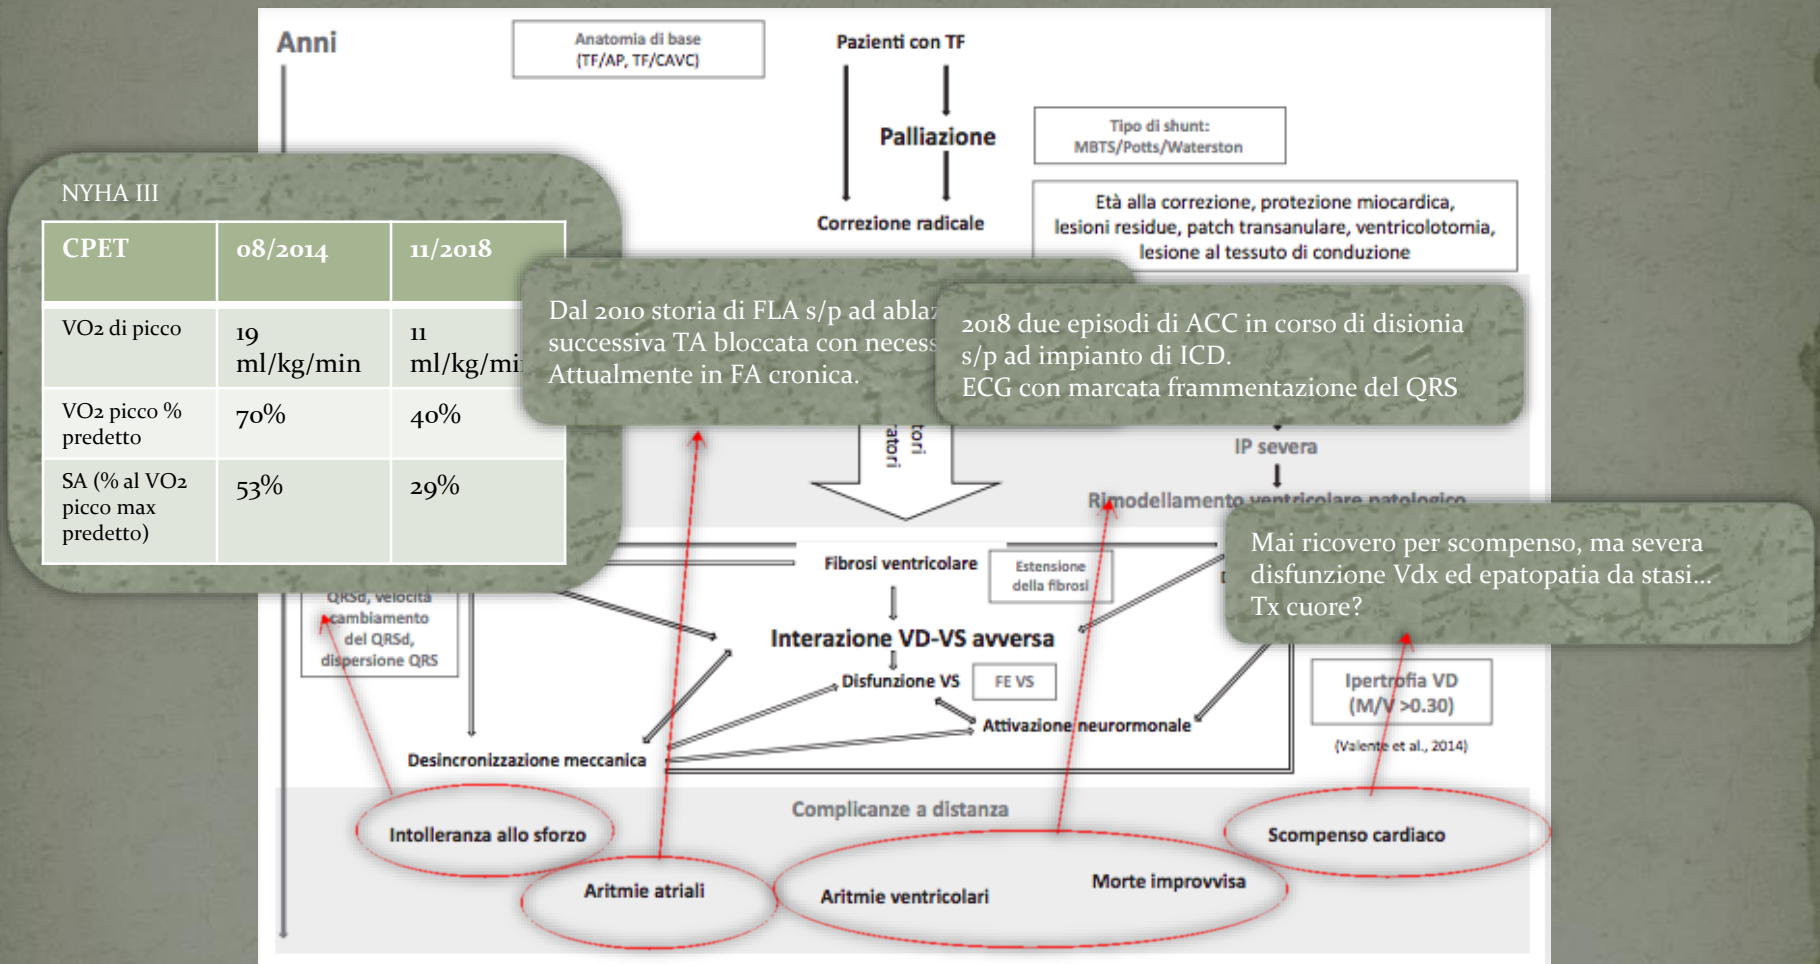 Anni
Anatomia di base
(TF/AP, TF/CAVC)
Pazienti con TF
Palliazione
Tipo di shunt:
MBTS/Potts/Waterston
Età alla correzione, protezione miocardica,
lesioni residue, patch transanulare, ventricolotomia,
lesione al tessuto di conduzione
Correzione radicale
NYHA III
CPET 08/2014 11/2018
VO2 di picco 19 ml/kg/min 11
VO2 picco % predetto 70% 40%
SA (% al VO2 picco max predetto) 53% 29%
Dal 2010 storia di FLA s/p ad
successiva TA bloccata con
Attualmente in FA cronica.
2018 due episodi di ACC in corso di disionia
s/p ad impianto di ICD.
ECG con marcata frammentazione del QRS
IP severa
Rimodellamento ventricolare patologico
Mai ricovero per scompenso, ma severa
disfunzione Vdx ed epatopatia da stasi...
Tx cuore?
Fibrosi ventricolare
Estensione
della fibrosi
QRSd, velocità
cambiamento
del QRSd,
dispersione QRS
Interazione VD-VS avversa
Disfunzione VS
FE VS
Attivazione neurormonale
Ipertrofia VD
(M/V >0.30)
(Valente et al., 2014)
Desincronizzazione meccanica
Complicanze a distanza
Intolleranza allo sforzo
Aritmie atriali
Aritmie ventricolari
Morte improvvisa
Scompenso cardiaco